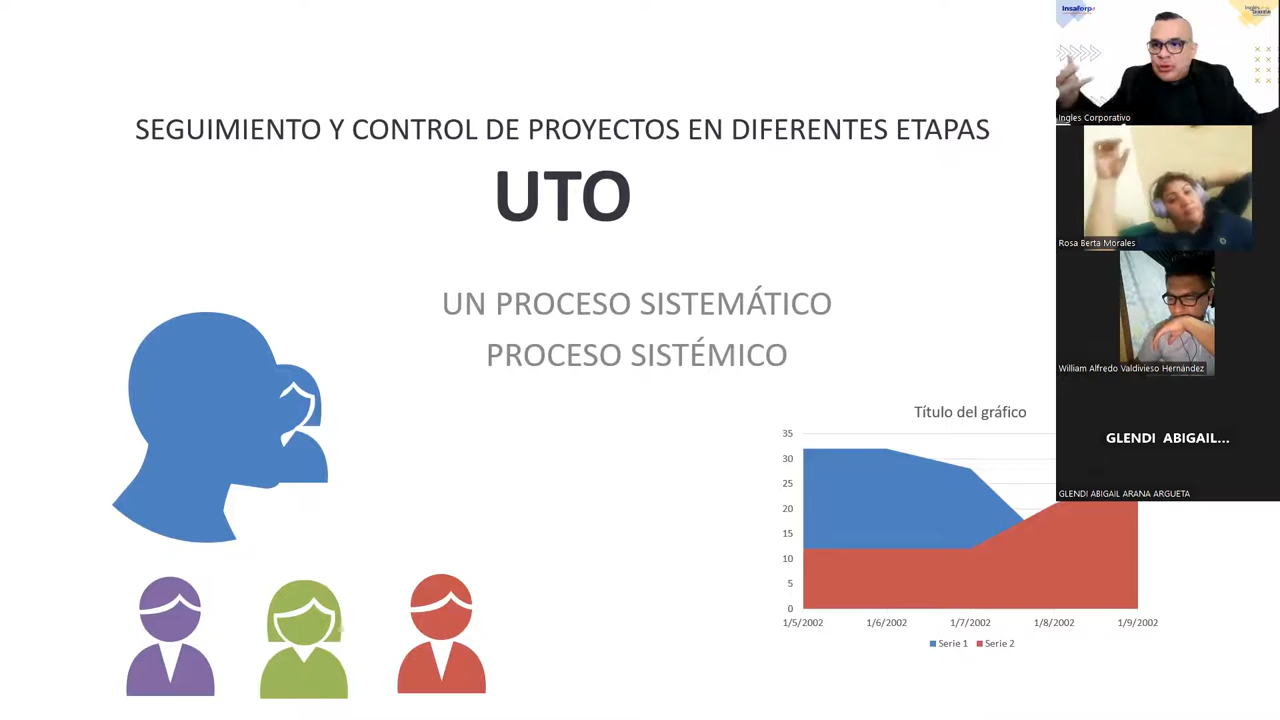 SEGUIMIENTO Y CONTROL DE PROYECTOS EN DIFERENTES ETAPAS
UTO
UN PROCESO SISTEMÁTICO
PROCESO SISTÉMICO
Título del gráfico
35
30
25
20
15
10
5
0
1/5/2002 1/6/2002 1/7/2002 1/8/2002 1/9/2002
Serie 1 Serie 2
Insaforp
Ingles Corporativo
Rosa Berta Morales
William Alfredo Valdivieso Hernández
GLENDI ABIGAIL...
GLENDI ABIGAIL ARANA ARGUETA